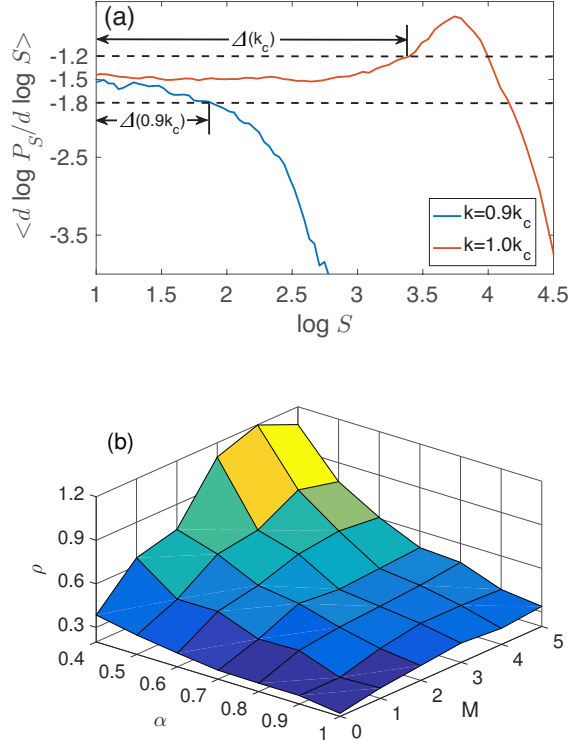 (a)
Δ(k_c)
-1.2
-1.5
-1.8
Δ(0.9k_c)
-2.5
-3.5
<d log P_S/d log S>
k=0.9k_c
k=1.0k_c
1 1.5 2 2.5 3 3.5 4 4.5
log S
(b)
1.2
0.9
0.6
0.3
ρ
0.4 0.5 0.6 0.7 0.8 0.9 1
α
0 1 2 3 4 5
M